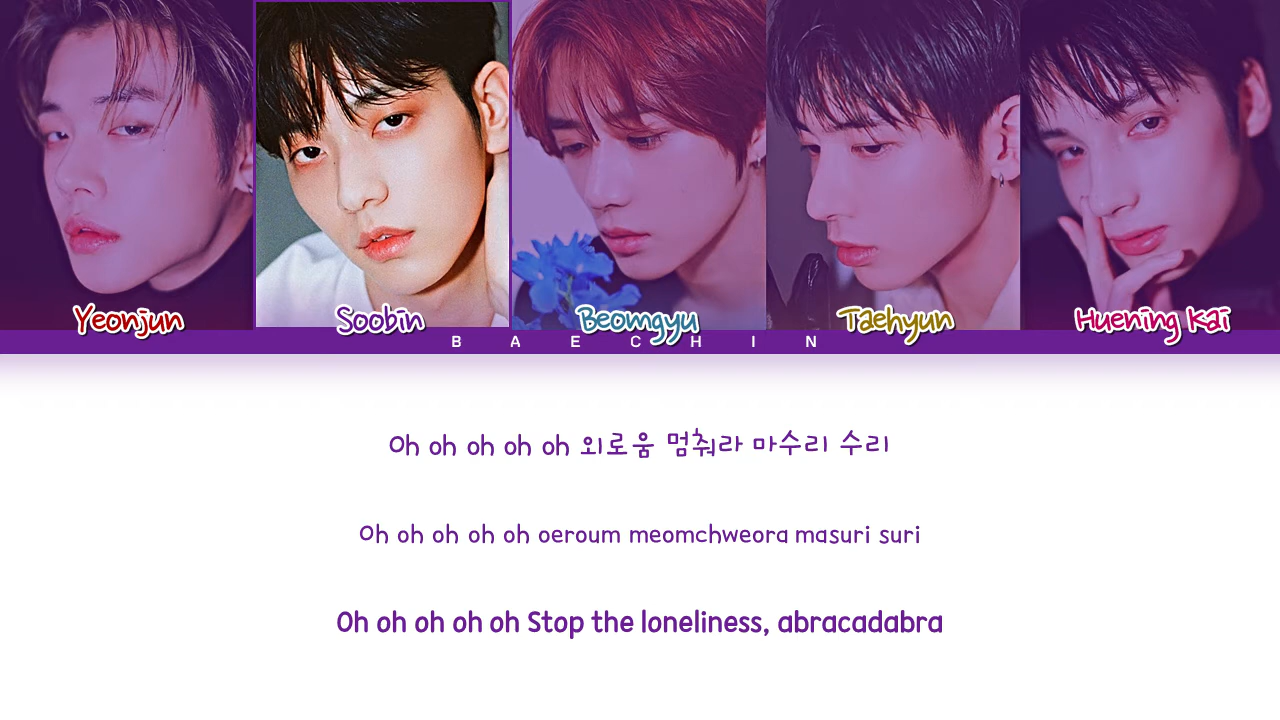 Yeonjun Soobin Beomgyu Taehyun Huening Kai
BAECHIN
Oh oh oh oh oh 외로움 멈춰라 마수리 수리
Oh oh oh oh oh oeroum meomchweora masuri suri
Oh oh oh oh oh Stop the loneliness, abracadabra